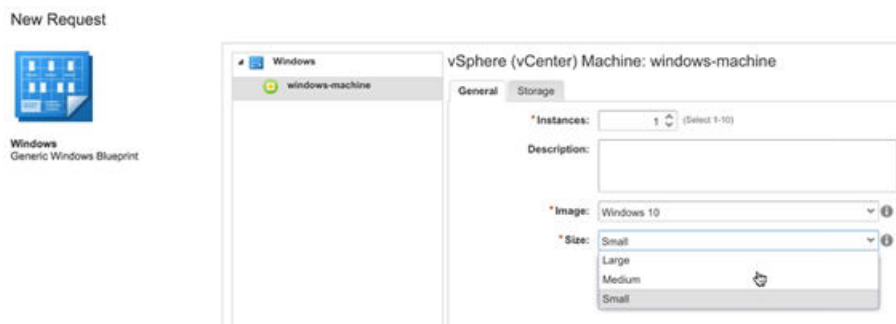 New Request
Windows
Generic Windows Blueprint
Windows
windows-machine
vSphere (vCenter) Machine: windows-machine
General Storage
*Instances: 1 (Select 1-10)
Description:
*Image: Windows 10
*Size: Small
Large
Medium
Small